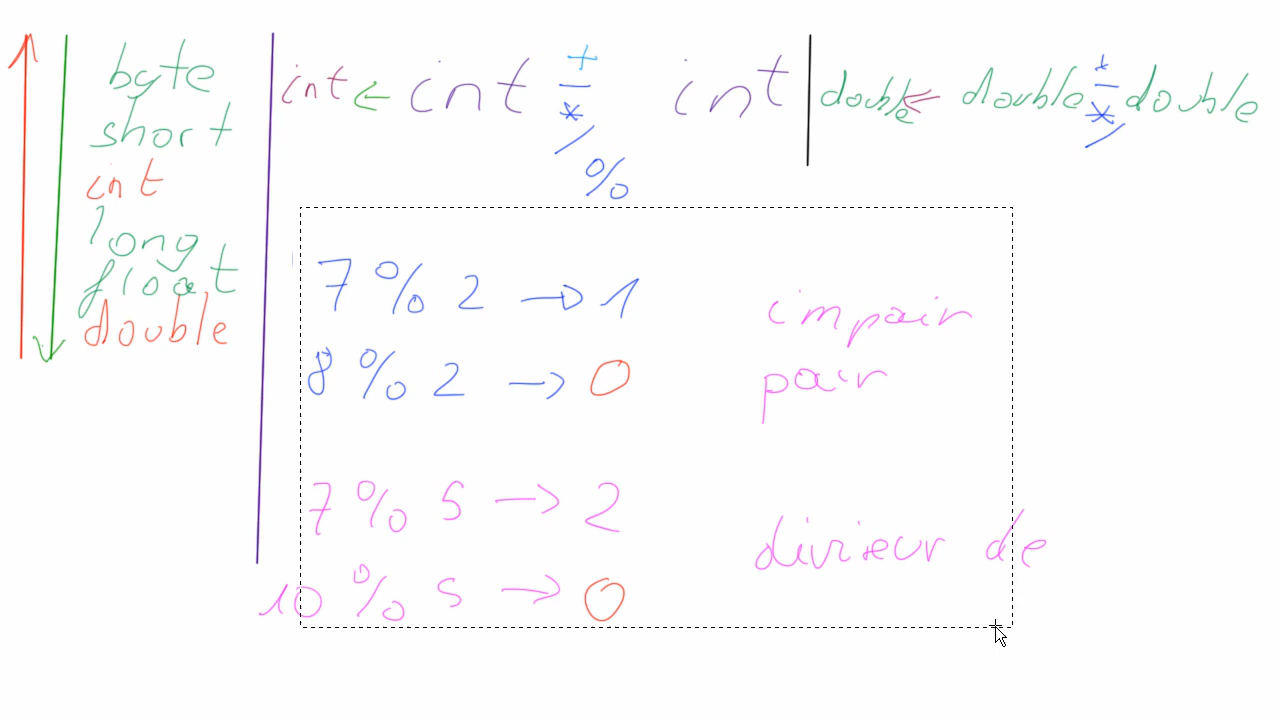 byte
short
int
long
float
double
int ← int + - * / % int
double ← double + - * / double
7 % 2 → 1 impair
8 % 2 → 0 pair
7 % 5 → 2
divieur de
10 % 5 → 0